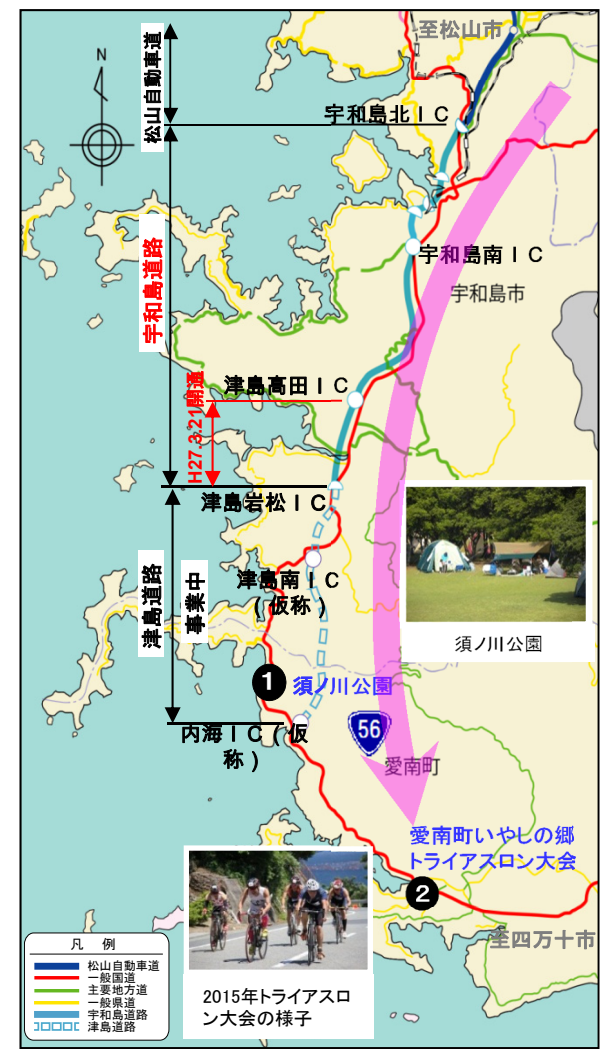 至松山市
N
松山自動車道
宇和島北ＩＣ
宇和島道路
宇和島南ＩＣ
宇和島市
津島高田ＩＣ
H27.3.21開通
津島岩松ＩＣ
津島道路
事業中
津島南ＩＣ
（仮称）
須ノ川公園
1
須ノ川公園
内海ＩＣ（仮
称）
56
愛南町
愛南町いやしの郷
トライアスロン大会
2
至四万十市
2015年トライアスロ
ン大会の様子
凡　例
松山自動車道
一般国道
主要地方道
一般県道
宇和島道路
津島道路